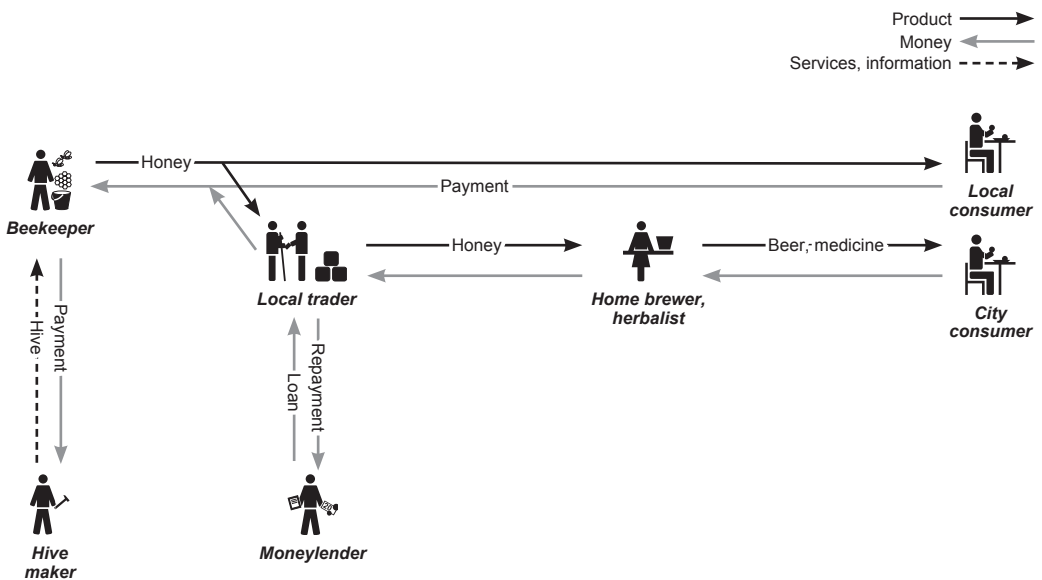 Product
Money
Services, information
Honey
Payment
Beekeeper
Local
consumer
Honey
Beer, medicine
Local trader
Home brewer,
herbalist
City
consumer
Hive
Payment
Loan
Repayment
20
Hive
maker
Moneylender